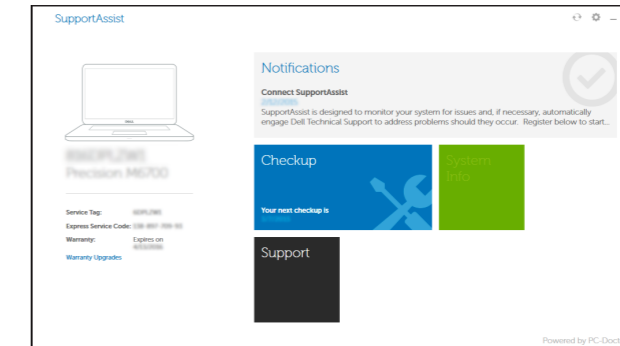 SupportAssist
Notifications
Connect SupportAssist
SupportAssist is designed to monitor your system for issues and, if necessary, automatically
engage Dell Technical Support to address problems should they occur. Register below to start...
Precision M6700
Checkup
System
Info
Your next checkup is
Service Tag:
Express Service Code:
Warranty: Expires on
Warranty Upgrades
Support
Powered by PC-Doct